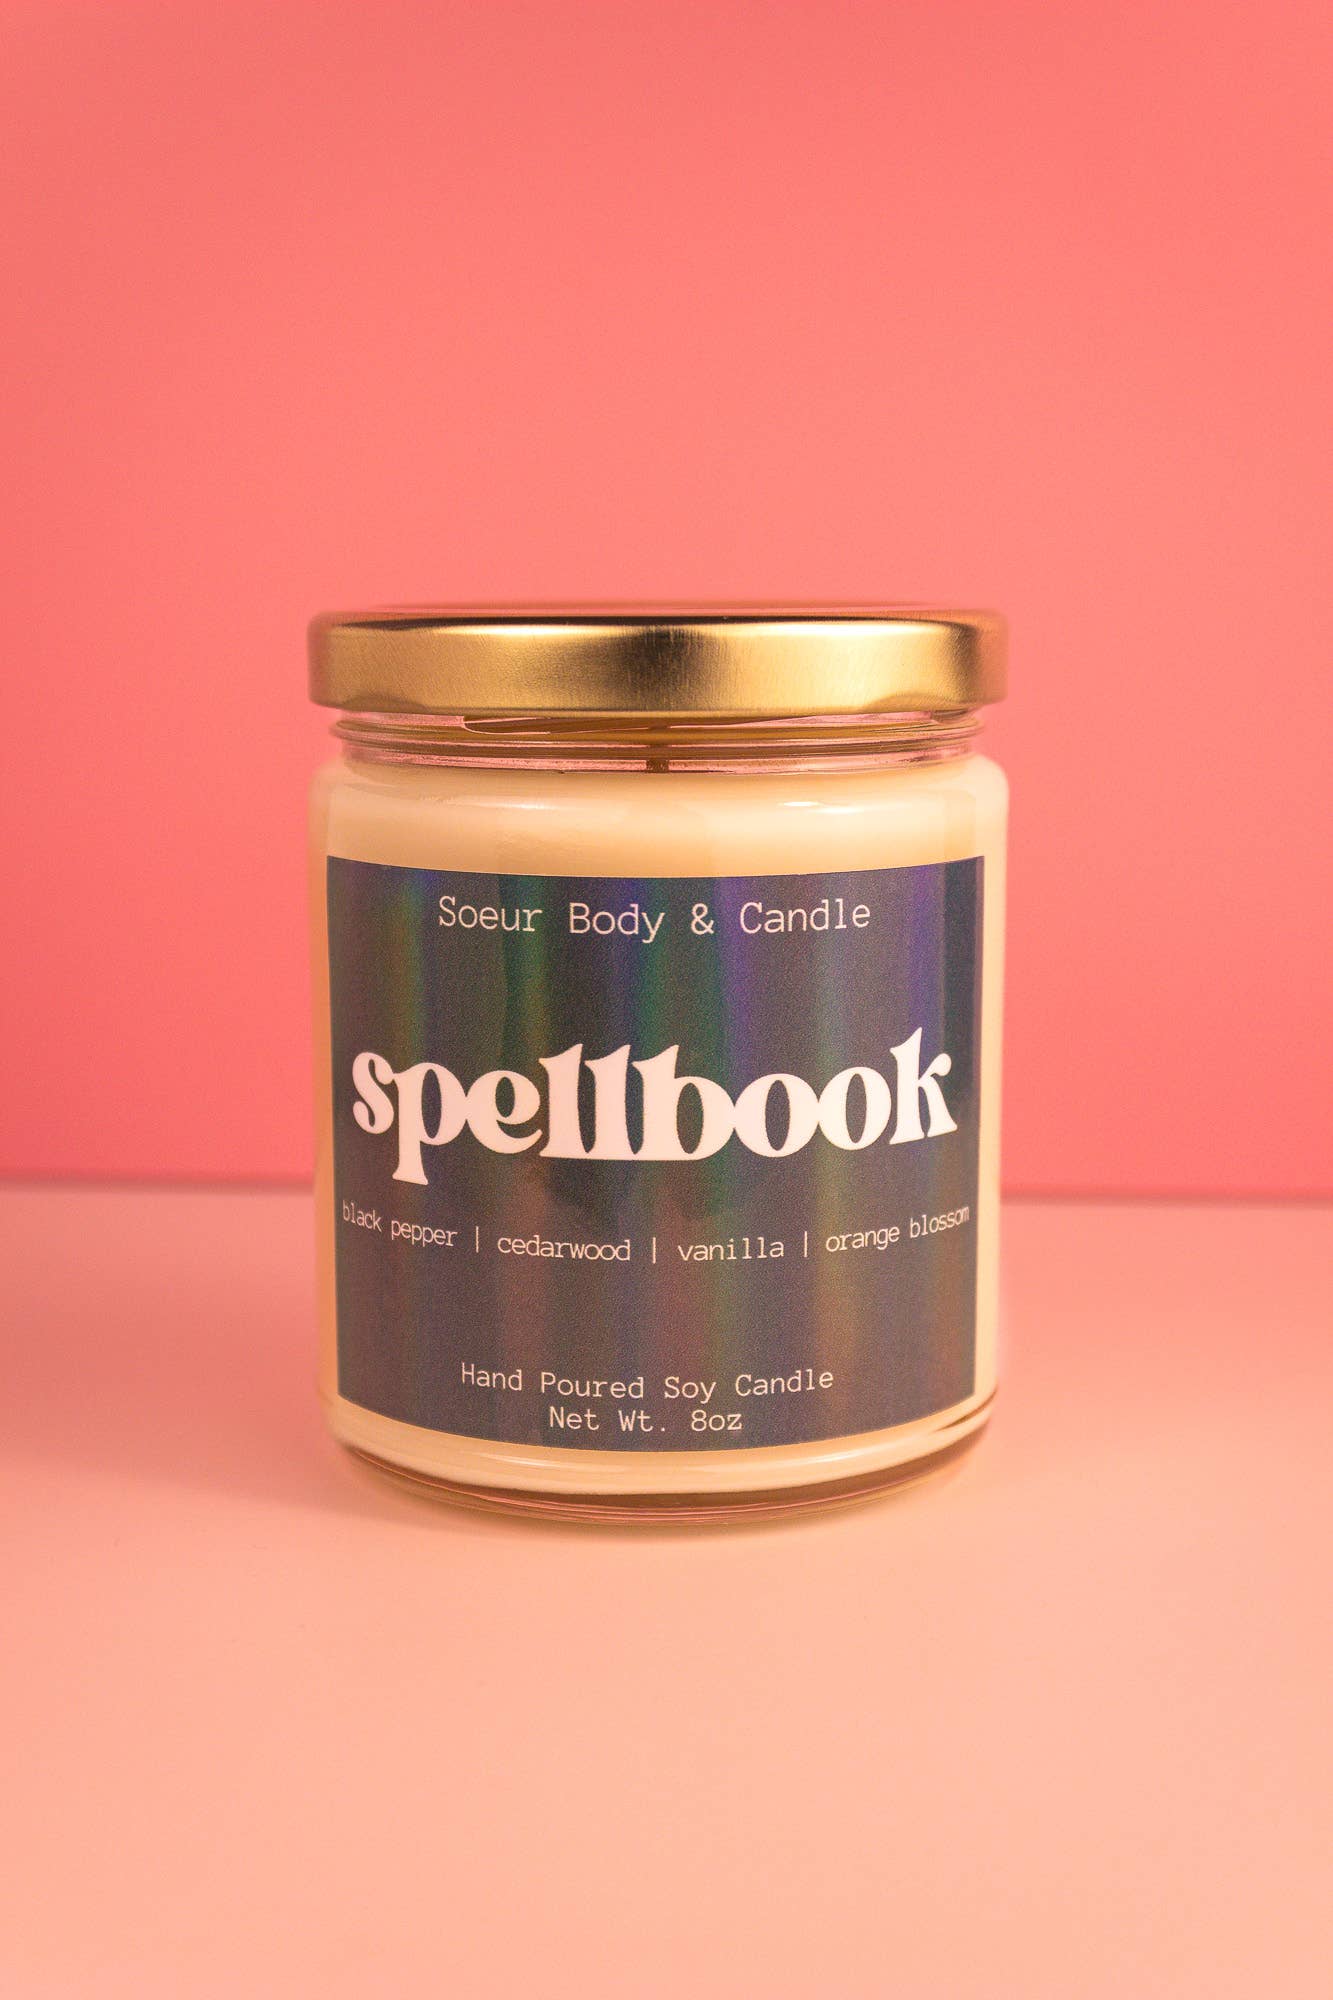 Soeur Body & Candle
spellbook
black pepper | cedarwood | vanilla | orange blossom
Hand Poured Soy Candle
Net Wt. 8oz